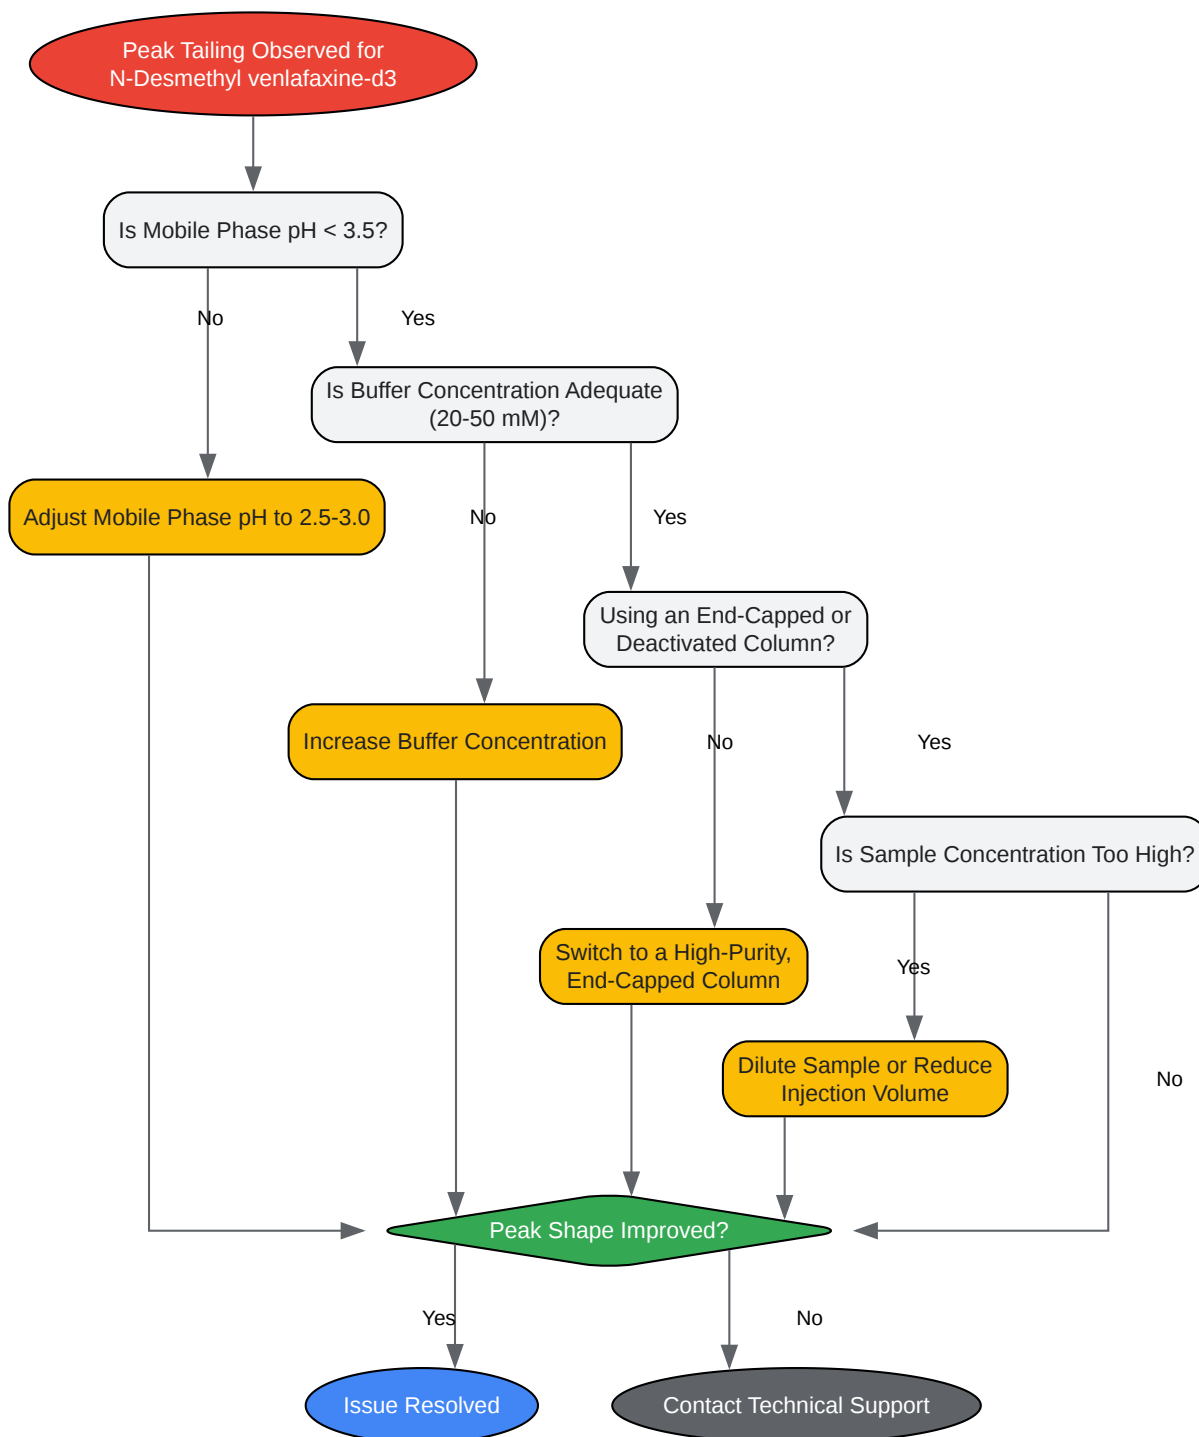 Peak Tailing Observed for
N-Desmethyl venlafaxine-d3
Is Mobile Phase pH < 3.5?
No
Yes
Is Buffer Concentration Adequate
(20-50 mM)?
Adjust Mobile Phase pH to 2.5-3.0
No
Yes
Using an End-Capped or
Deactivated Column?
Increase Buffer Concentration
No
Yes
Is Sample Concentration Too High?
Switch to a High-Purity,
End-Capped Column
Yes
Dilute Sample or Reduce
Injection Volume
No
Peak Shape Improved?
Yes
No
Issue Resolved
Contact Technical Support